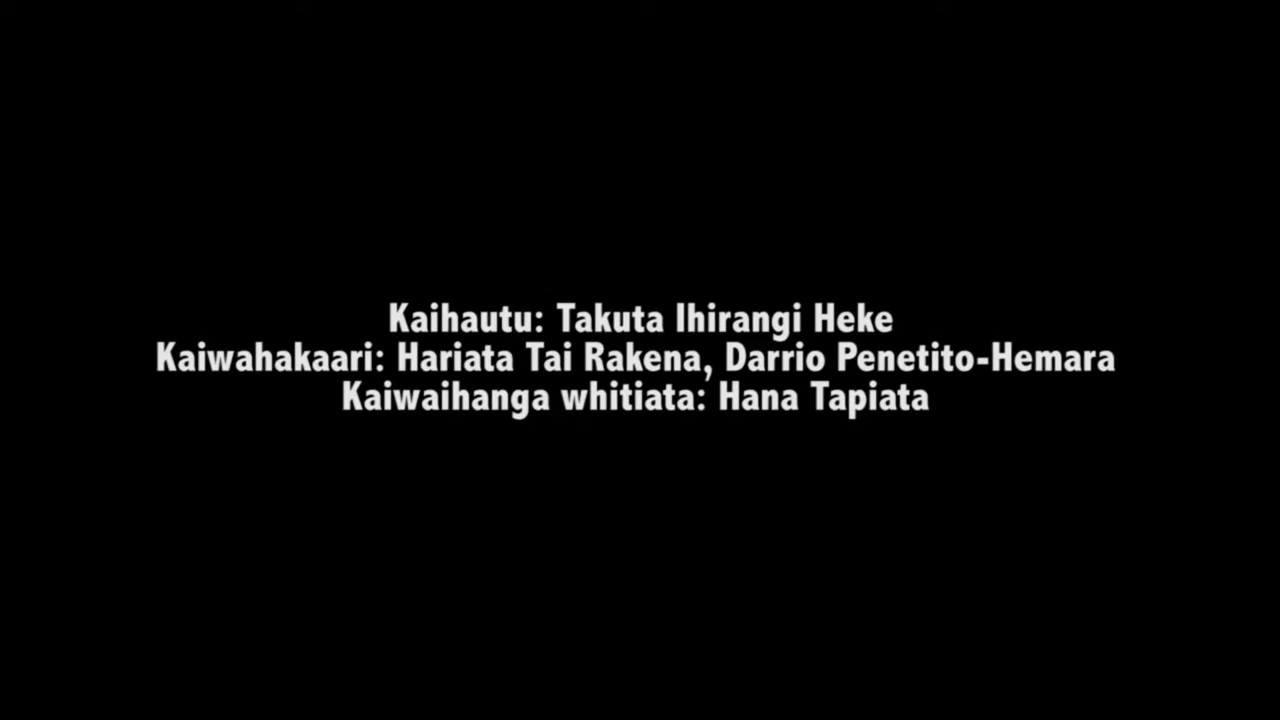 Kaihautu: Takuta Ihirangi Heke
Kaiwahakaari: Hariata Tai Rakena, Darrio Penetito-Hemara
Kaiwaihanga whitiata: Hana Tapiata